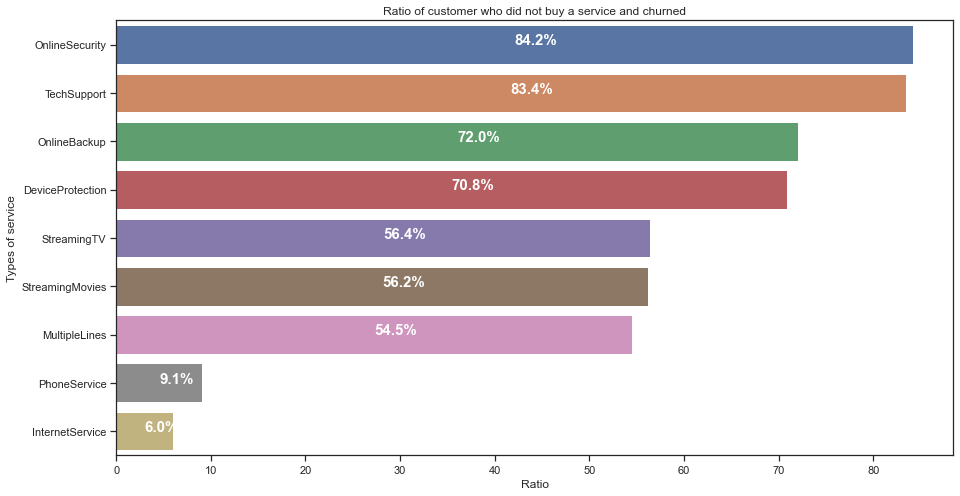 Ratio of customer who did not buy a service and churned
Types of service
OnlineSecurity 84.2%
TechSupport 83.4%
OnlineBackup 72.0%
DeviceProtection 70.8%
StreamingTV 56.4%
StreamingMovies 56.2%
MultipleLines 54.5%
PhoneService 9.1%
InternetService 6.0%
0 10 20 30 40 50 60 70 80
Ratio